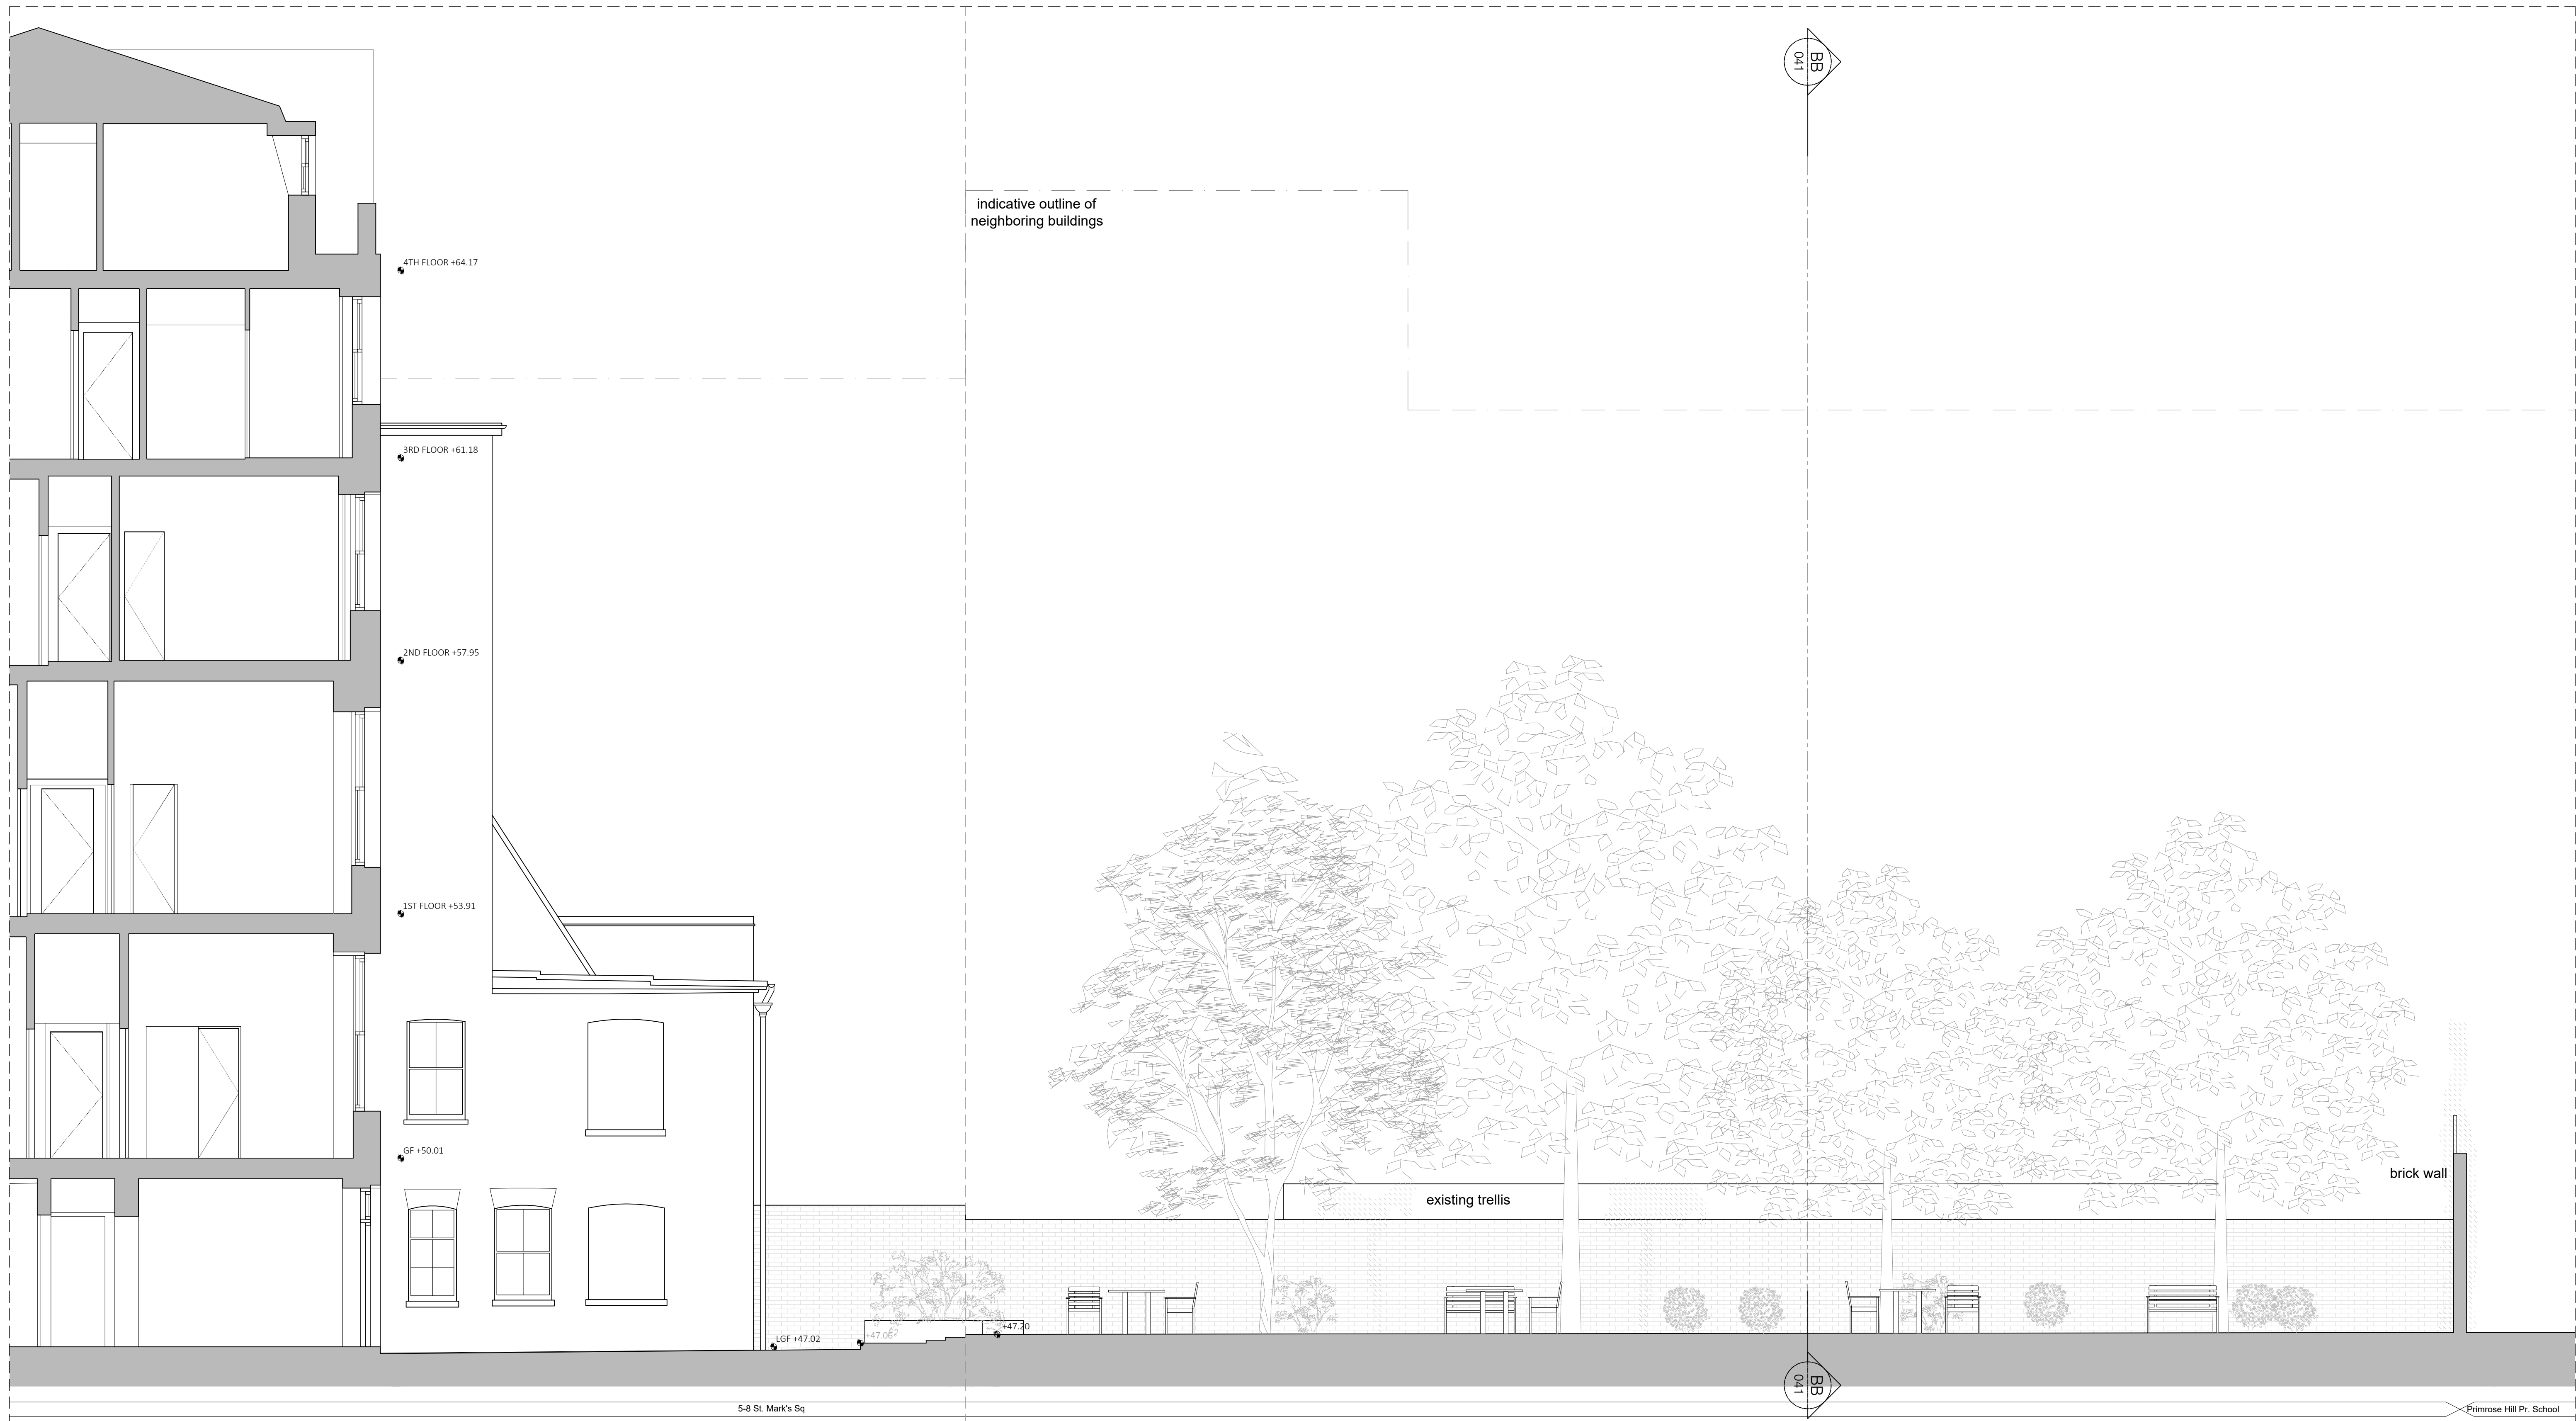 BB
041
indicative outline of
neighboring buildings
4TH FLOOR +64.17
3RD FLOOR +61.18
2ND FLOOR +57.95
1ST FLOOR +53.91
GF +50.01
brick wall
existing trellis
+47.20
LGF +47.02
BB
041
5-8 St. Mark's Sq
Primrose Hill Pr. School